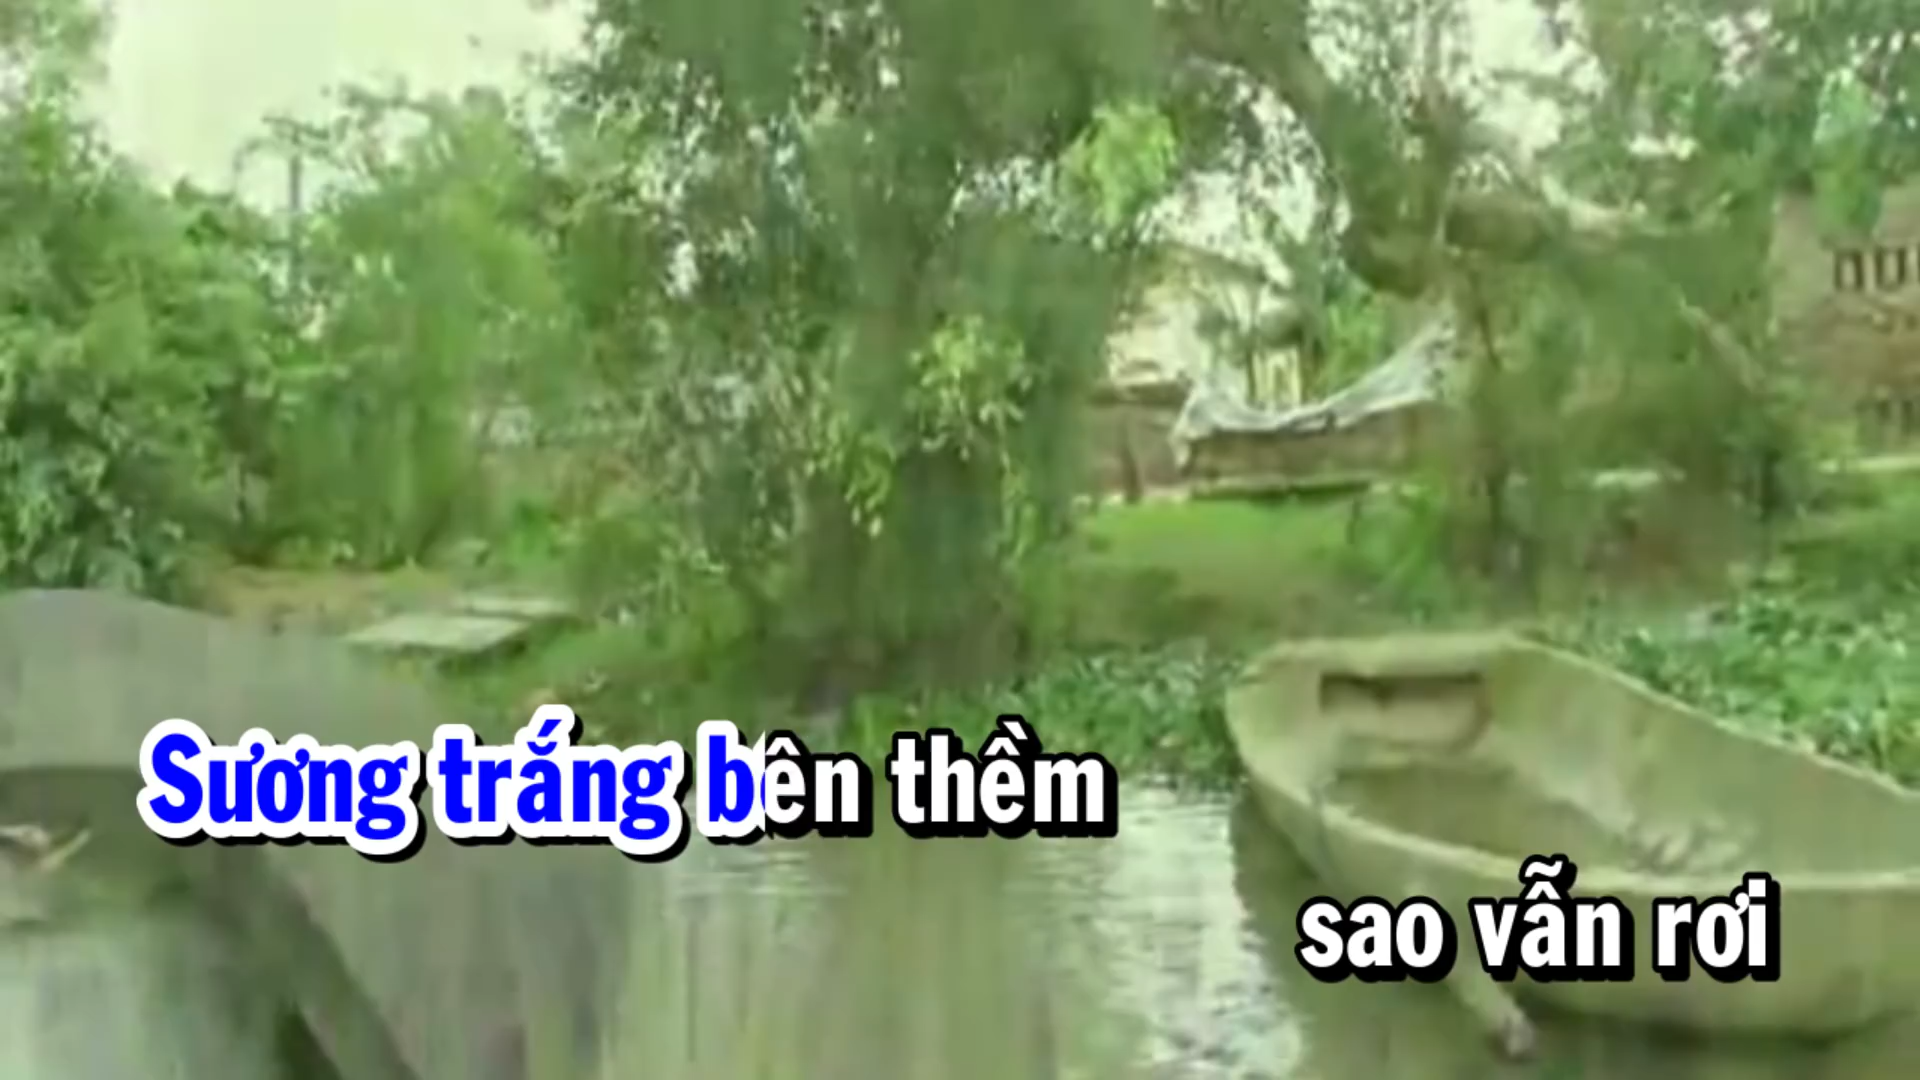 Sương trắng bên thềm
sao vẫn rơi